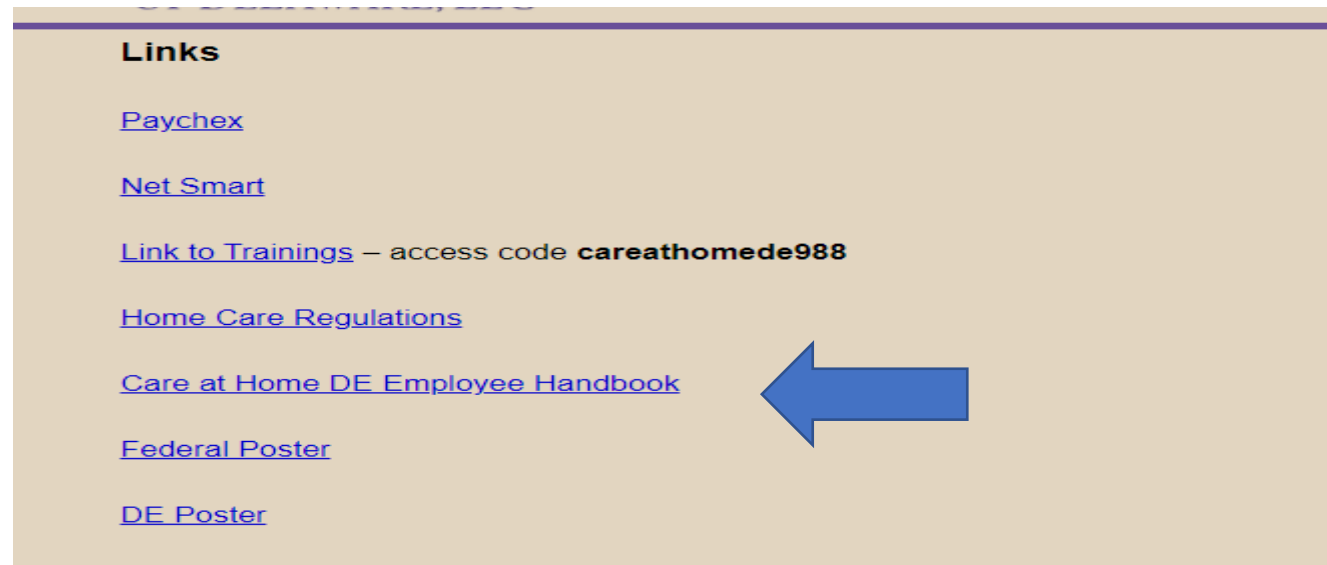 Links
Paychex
Net Smart
Link to Trainings – access code careathomede988
Home Care Regulations
Care at Home DE Employee Handbook
Federal Poster
DE Poster